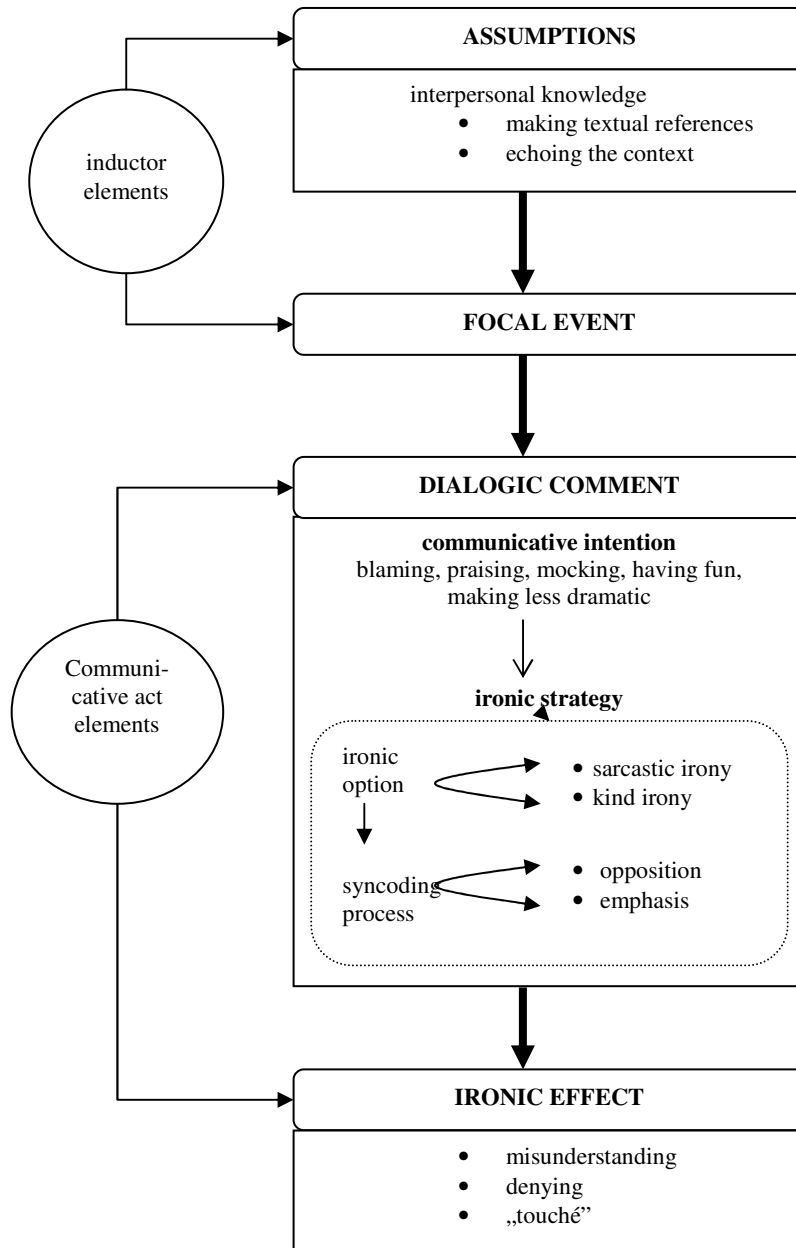 ASSUMPTIONS
interpersonal knowledge
• making textual references
• echoing the context
inductor
elements
FOCAL EVENT
DIALOGIC COMMENT
communicative intention
blaming, praising, mocking, having fun,
making less dramatic
Communi-
cative act
elements
ironic strategy
ironic
option
• sarcastic irony
• kind irony
syncoding
process
• opposition
• emphasis
IRONIC EFFECT
• misunderstanding
• denying
• „touché”